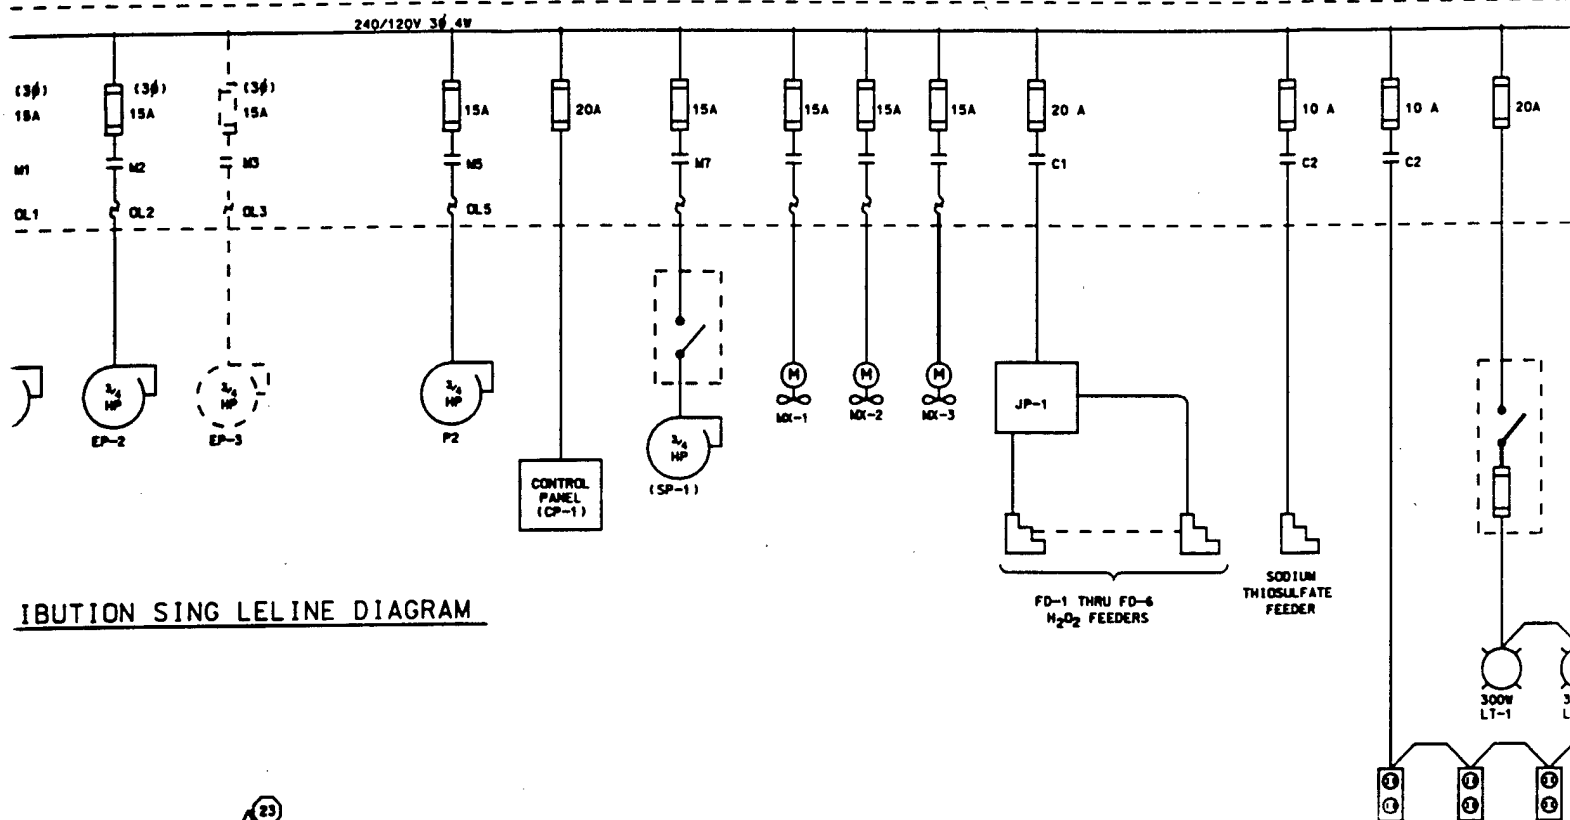 240/120V 3ϕ 4W
(3ϕ) (3ϕ) (3ϕ)
15A 15A 15A 15A 20A 15A 15A 15A 15A 20 A 10 A 10 A 20A
M1 M2 M3 M5 M7 C1 C2 C2
OL1 OL2 OL3 OL5
3/4 HP
EP-2
3/4 HP
EP-3
3/4 HP
P2
CONTROL
PANEL
(CP-1)
3/4 HP
(SP-1)
M M M
MX-1 MX-2 MX-3
JP-1
FD-1 THRU FD-6
H2O2 FEEDERS
SODIUM
THIOSULFATE
FEEDER
300W
LT-1
3
L
IBUTION SING LELINE DIAGRAM
23